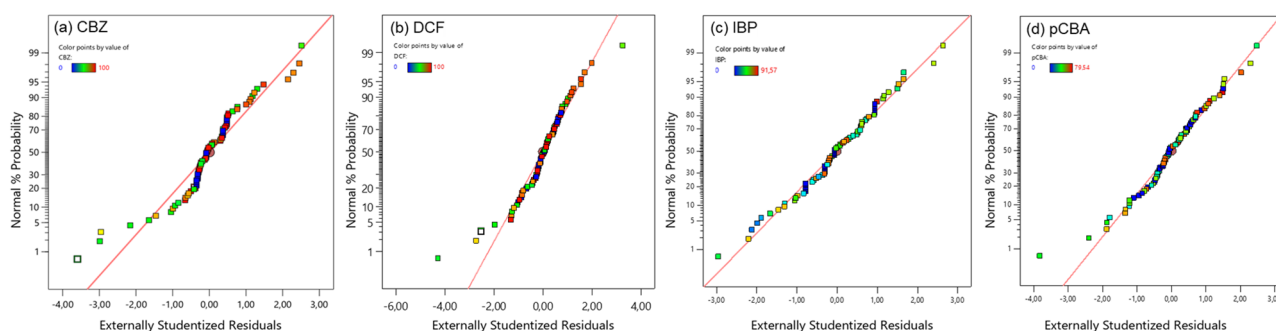 (a) CBZ
Color points by value of
CBZ:
0 100
Normal % Probability
99
95
90
80
70
50
30
20
10
5
1
-4,00 -3,00 -2,00 -1,00 0,00 1,00 2,00 3,00
Externally Studentized Residuals
(b) DCF
Color points by value of
DCF:
0 100
Normal % Probability
99
95
90
70
50
30
20
10
5
1
-6,00 -4,00 -2,00 0,00 2,00 4,00
Externally Studentized Residuals
(c) IBP
Color points by value of
IBP:
0 91,57
Normal % Probability
99
95
90
80
70
50
30
20
10
5
1
-3,00 -2,00 -1,00 0,00 1,00 2,00 3,00
Externally Studentized Residuals
(d) pCBA
Color points by value of
pCBA:
0 79,54
Normal % Probability
99
95
90
80
70
50
30
20
10
5
1
-4,00 -3,00 -2,00 -1,00 0,00 1,00 2,00 3,00
Externally Studentized Residuals